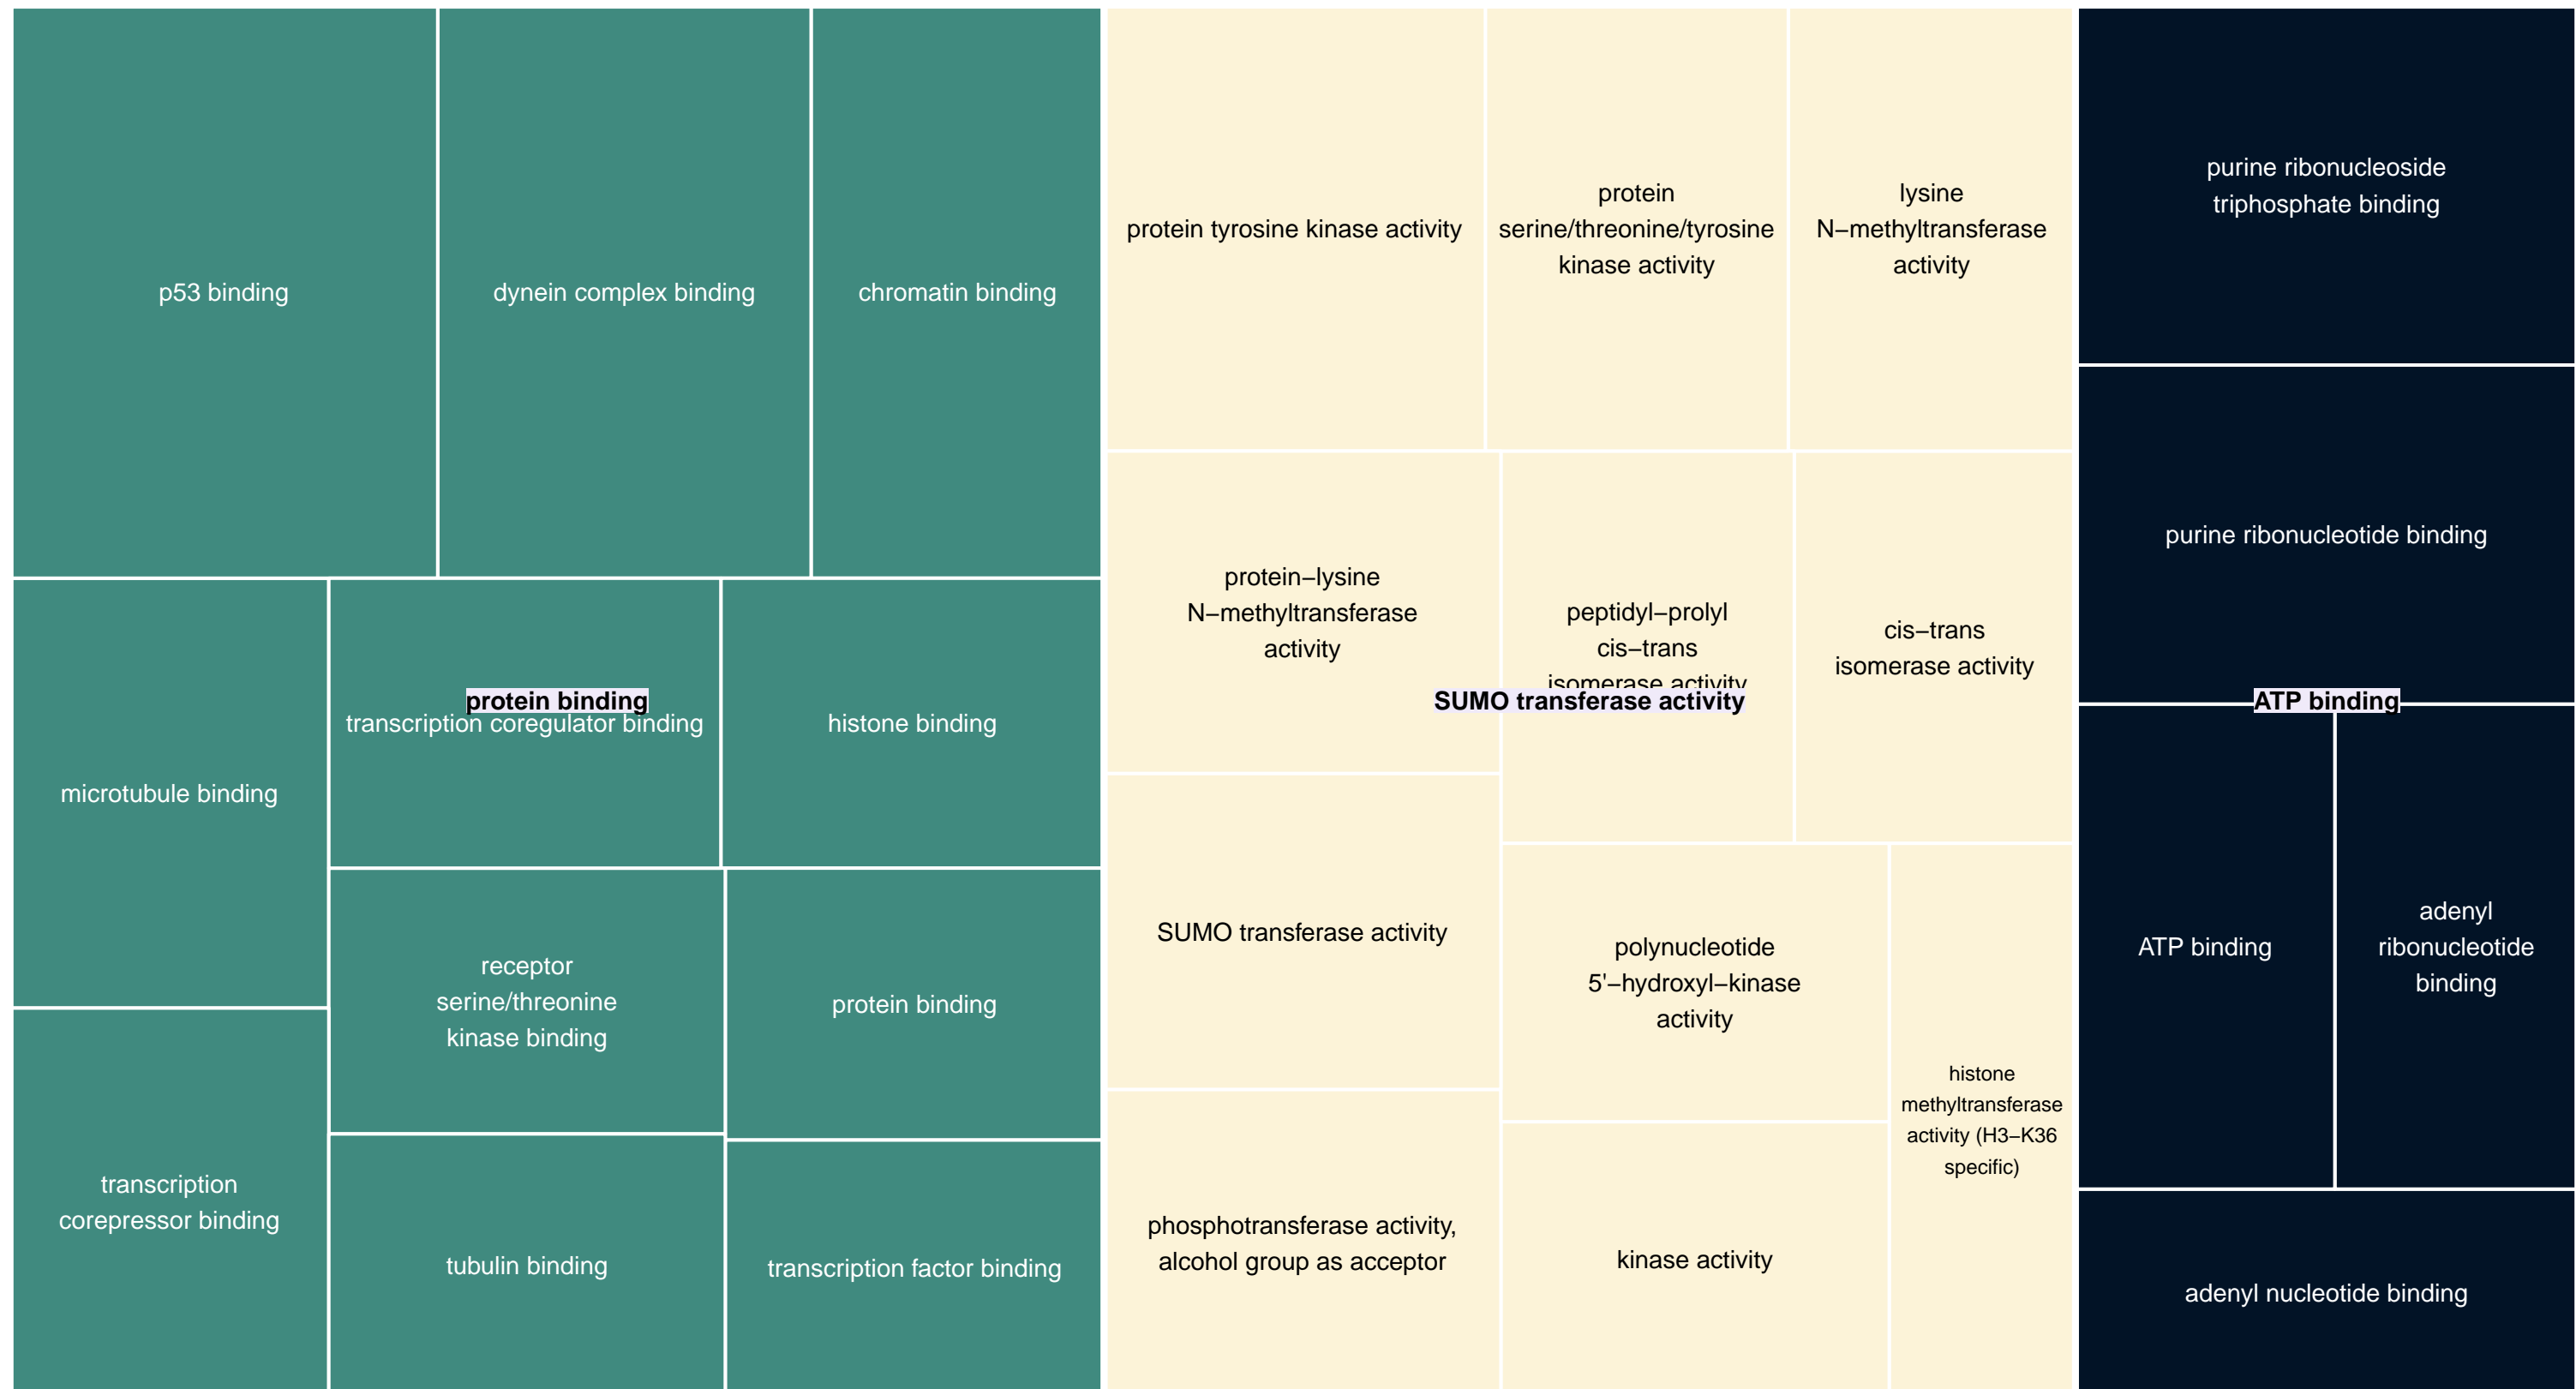 p53 binding
dynein complex binding
chromatin binding
microtubule binding
protein binding
transcription coregulator binding
histone binding
receptor
serine/threonine
kinase binding
protein binding
transcription
corepressor binding
tubulin binding
transcription factor binding
protein tyrosine kinase activity
protein
serine/threonine/tyrosine
kinase activity
lysine
N−methyltransferase
activity
protein−lysine
N−methyltransferase
activity
peptidyl−prolyl
cis−trans
isomerase activity
cis−trans
isomerase activity
SUMO transferase activity
SUMO transferase activity
polynucleotide
5'−hydroxyl−kinase
activity
histone
methyltransferase
activity (H3−K36
specific)
phosphotransferase activity,
alcohol group as acceptor
kinase activity
purine ribonucleoside
triphosphate binding
purine ribonucleotide binding
ATP binding
ATP binding
adenyl
ribonucleotide
binding
adenyl nucleotide binding